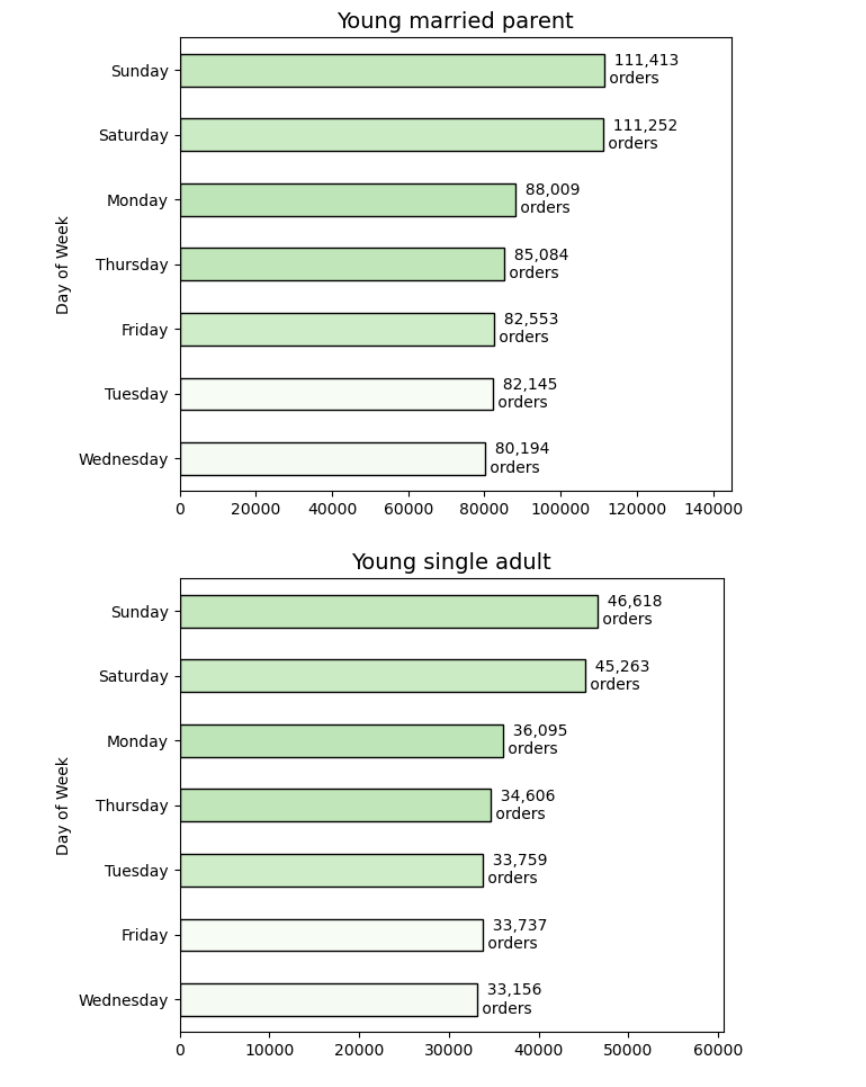 Young married parent
Day of Week
Sunday
111,413
orders
Saturday
111,252
orders
Monday
88,009
orders
Thursday
85,084
orders
Friday
82,553
orders
Tuesday
82,145
orders
Wednesday
80,194
orders
0 20000 40000 60000 80000 100000 120000 140000
Young single adult
Day of Week
Sunday
46,618
orders
Saturday
45,263
orders
Monday
36,095
orders
Thursday
34,606
orders
Tuesday
33,759
orders
Friday
33,737
orders
Wednesday
33,156
orders
0 10000 20000 30000 40000 50000 60000